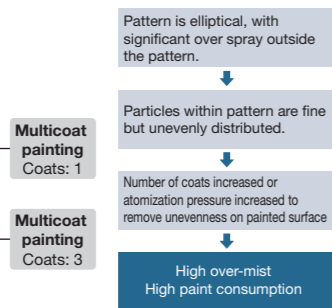 Pattern is elliptical, with
significant over spray outside
the pattern.
Particles within pattern are fine
but unevenly distributed.
Multicoat
painting
Coats: 1
Number of coats increased or
atomization pressure increased to
remove unevenness on painted surface
Multicoat
painting
Coats: 3
High over-mist
High paint consumption